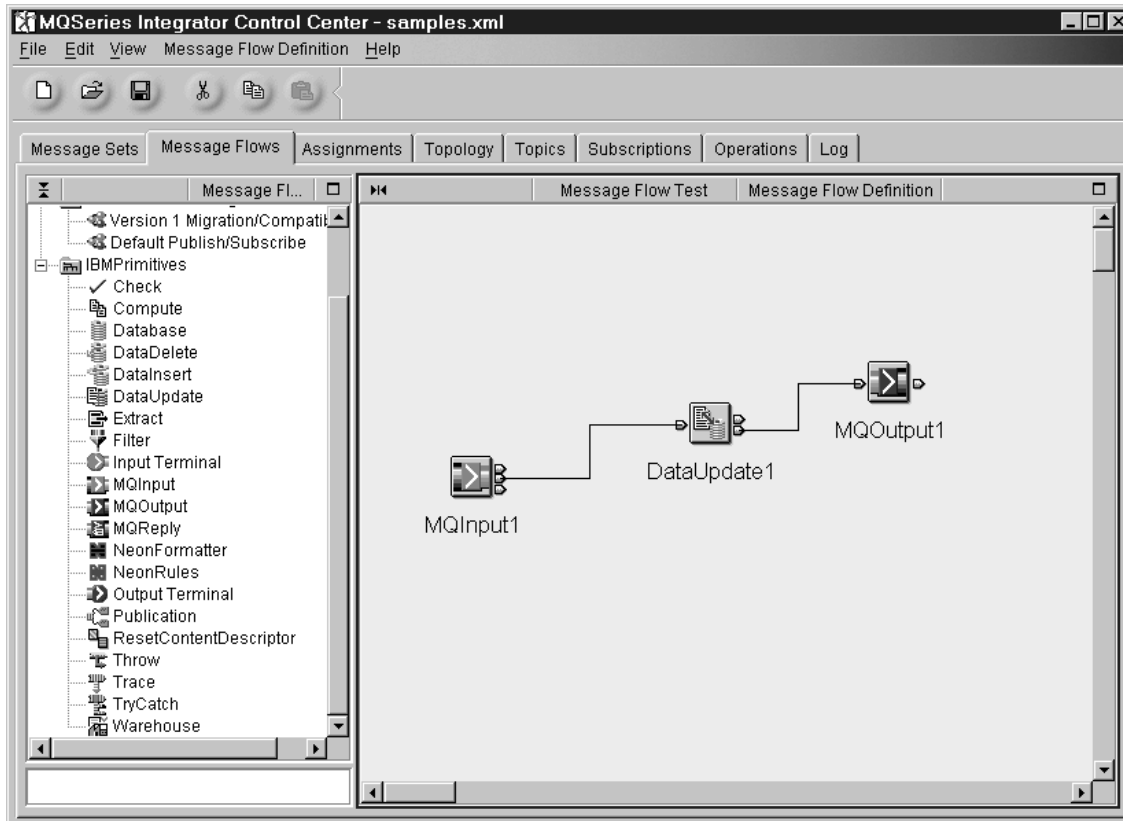 MQSeries Integrator Control Center - samples.xml
File Edit View Message Flow Definition Help
Message Sets Message Flows Assignments Topology Topics Subscriptions Operations Log
Message Fl...
Message Flow Test Message Flow Definition
Version 1 Migration/Compatib
Default Publish/Subscribe
IBMPrimitives
Check
Compute
Database
DataDelete
DataInsert
DataUpdate
Extract
Filter
Input Terminal
MQInput
MQOutput
MQReply
NeonFormatter
NeonRules
Output Terminal
Publication
ResetContentDescriptor
Throw
Trace
TryCatch
Warehouse
MQInput1
DataUpdate1
MQOutput1